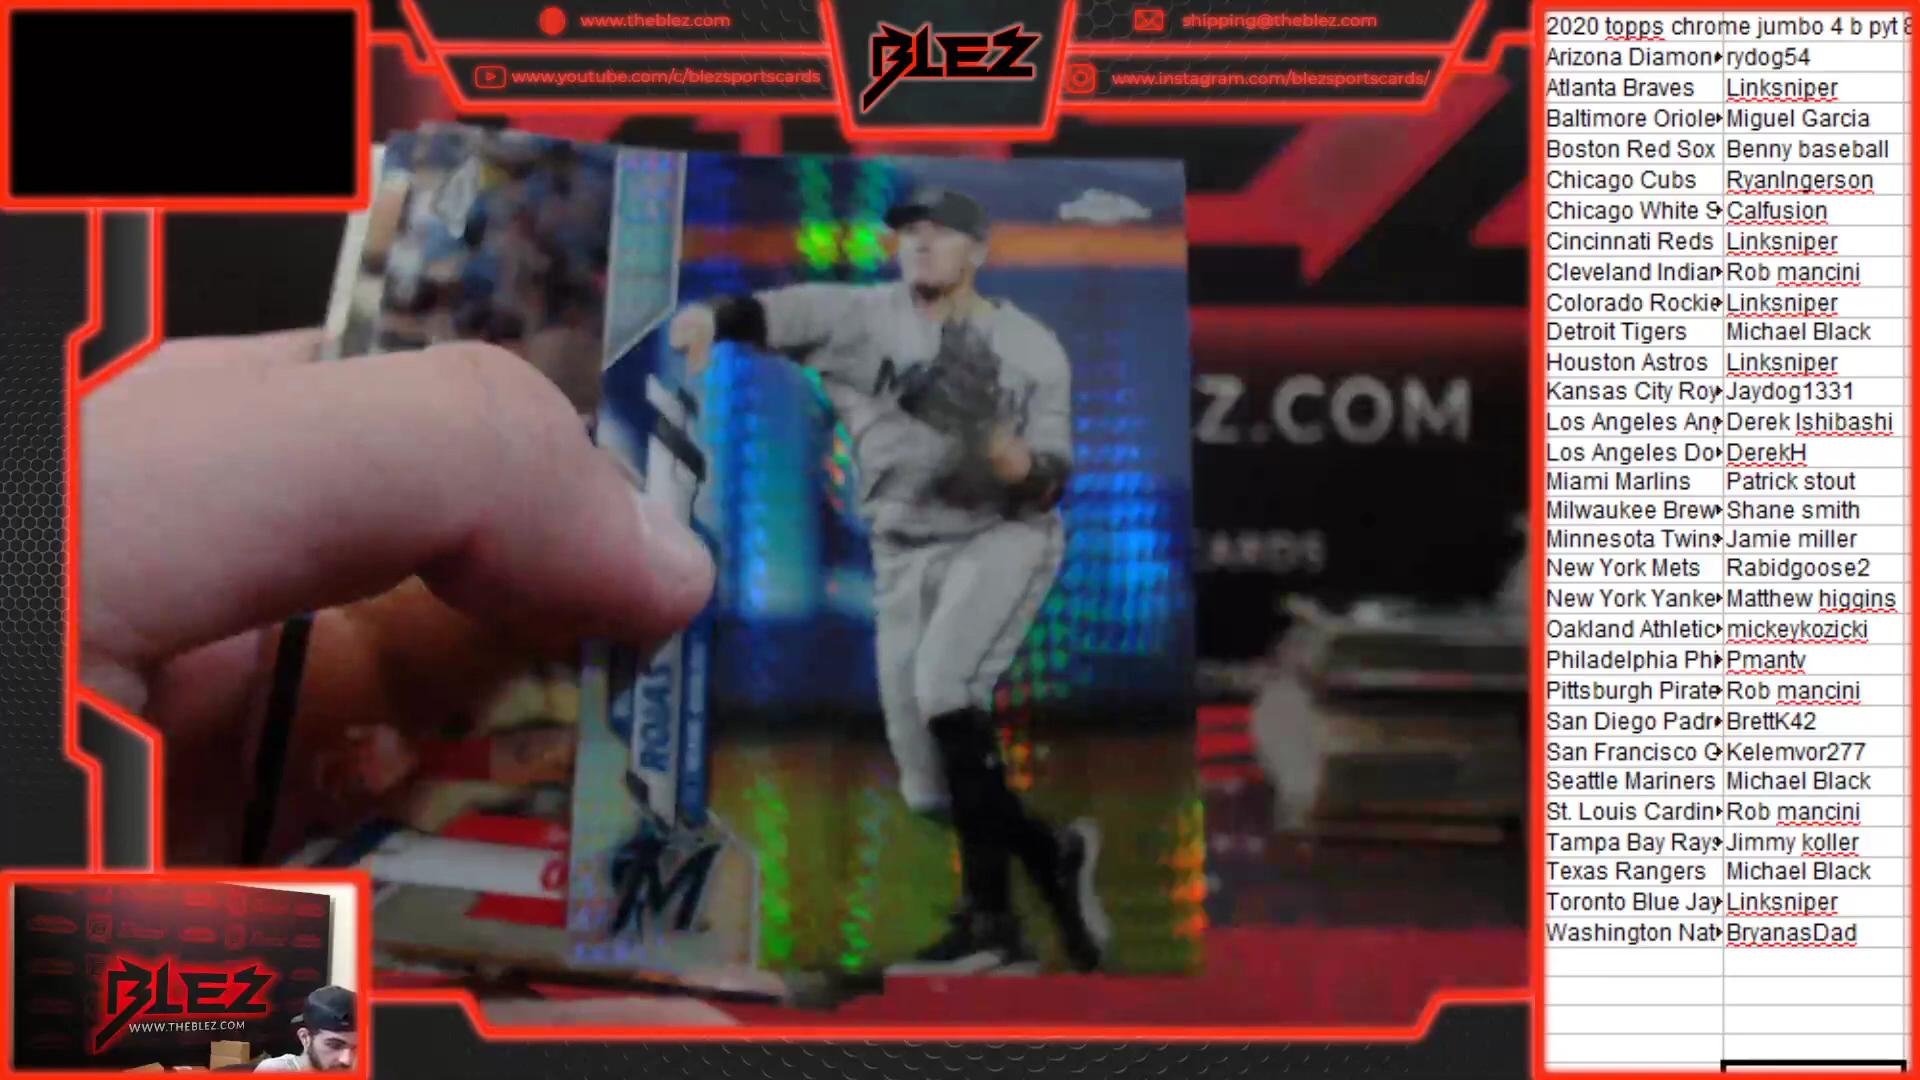 www.theblez.com
shipping@theblez.com
www.youtube.com/c/blezsportscards
www.instagram.com/blezsportscards/
BLEZ
Z.COM
CARDS
ROJAS
M
BLEZ
WWW.THEBLEZ.COM
2020 topps chrome jumbo 4 b pyt 8
Arizona Diamon rydog54
Atlanta Braves Linksniper
Baltimore Oriole Miguel Garcia
Boston Red Sox Benny baseball
Chicago Cubs RyanIngerson
Chicago White S Calfusion
Cincinnati Reds Linksniper
Cleveland Indian Rob mancini
Colorado Rockie Linksniper
Detroit Tigers Michael Black
Houston Astros Linksniper
Kansas City Roy Jaydog1331
Los Angeles Ang Derek Ishibashi
Los Angeles Do DerekH
Miami Marlins Patrick stout
Milwaukee Brew Shane smith
Minnesota Twins Jamie miller
New York Mets Rabidgoose2
New York Yanke Matthew higgins
Oakland Athletic mickeykozicki
Philadelphia Phi Pmantv
Pittsburgh Pirate Rob mancini
San Diego Padr BrettK42
San Francisco G Kelemvor277
Seattle Mariners Michael Black
St. Louis Cardin Rob mancini
Tampa Bay Rays Jimmy koller
Texas Rangers Michael Black
Toronto Blue Jay Linksniper
Washington Nat BryanasDad